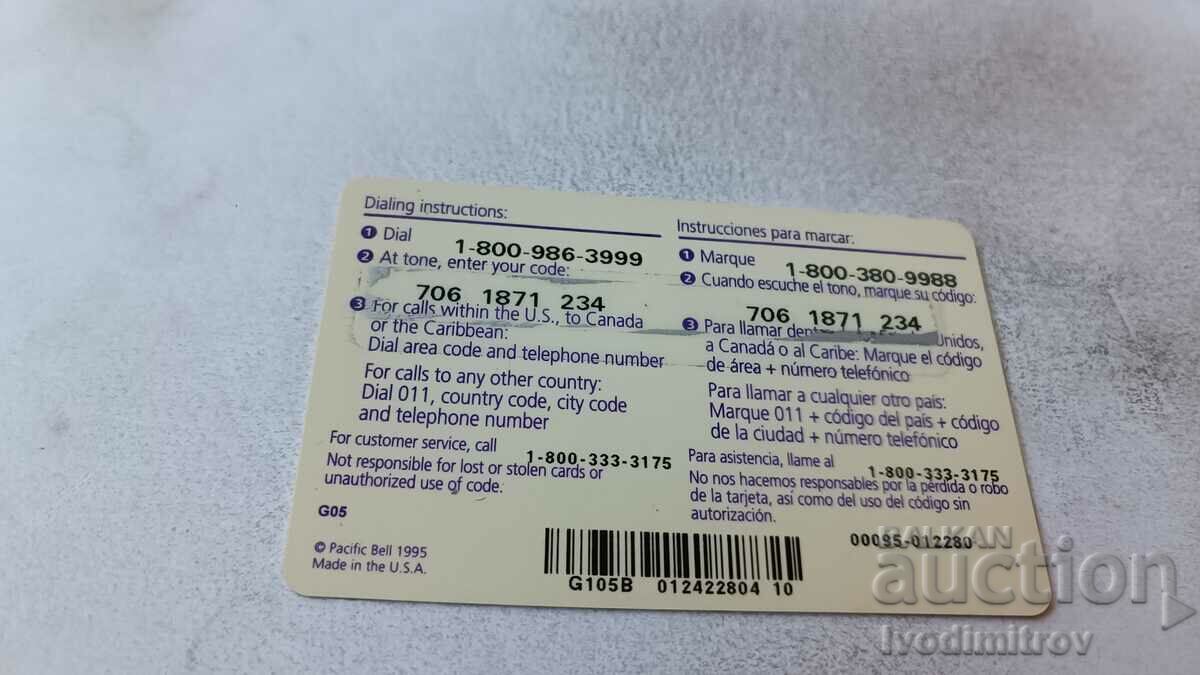 Dialing instructions:
1 Dial 1-800-986-3999
2 At tone, enter your code:
706 1871 234
3 For calls within the U.S., to Canada
or the Caribbean:
Dial area code and telephone number
For calls to any other country:
Dial 011, country code, city code
and telephone number
For customer service, call 1-800-333-3175
Not responsible for lost or stolen cards or
unauthorized use of code.
G05
© Pacific Bell 1995
Made in the U.S.A.
Instrucciones para marcar:
1 Marque 1-800-380-9988
2 Cuando escuche el tono, marque su código:
706 1871 234
3 Para llamar Unidos,
a Canadá o al Caribe: Marque el código
de área + número telefónico
Para llamar a cualquier otro país:
Marque 011 + código del país + código
de la ciudad + número telefónico
Para asistencia, llame al 1-800-333-3175
No nos hacemos responsables por la pérdida o robo
de la tarjeta, así como del uso del código sin
autorización.
00095-012280
G105B 012422804 10
BALKAN
auction
Ivodimitrov